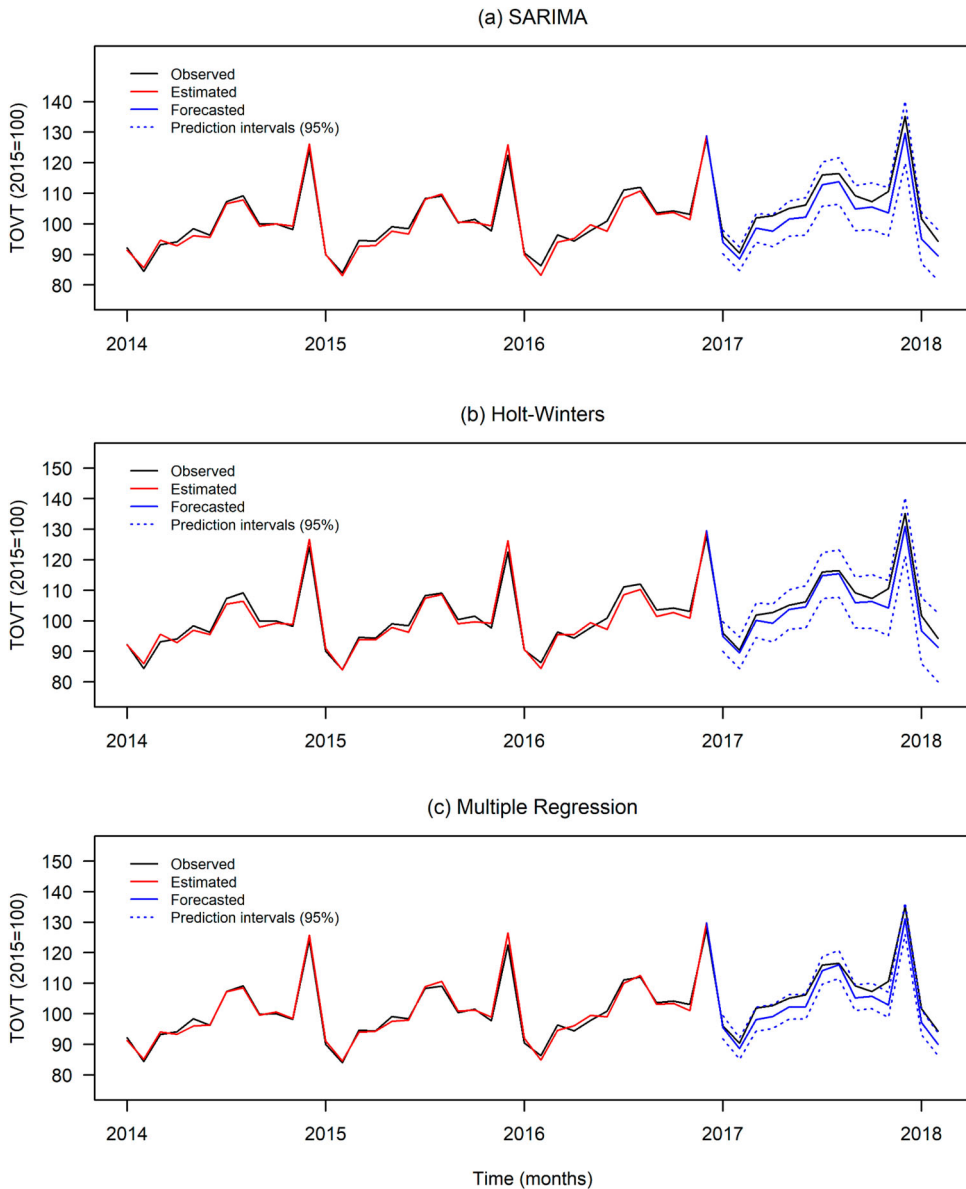 (a) SARIMA
TOVT (2015=100)
Observed
Estimated
Forecasted
Prediction intervals (95%)
140
130
120
110
100
90
80
2014 2015 2016 2017 2018
(b) Holt-Winters
TOVT (2015=100)
Observed
Estimated
Forecasted
Prediction intervals (95%)
150
140
130
120
110
100
90
80
2014 2015 2016 2017 2018
(c) Multiple Regression
TOVT (2015=100)
Observed
Estimated
Forecasted
Prediction intervals (95%)
150
140
130
120
110
100
90
80
2014 2015 2016 2017 2018
Time (months)